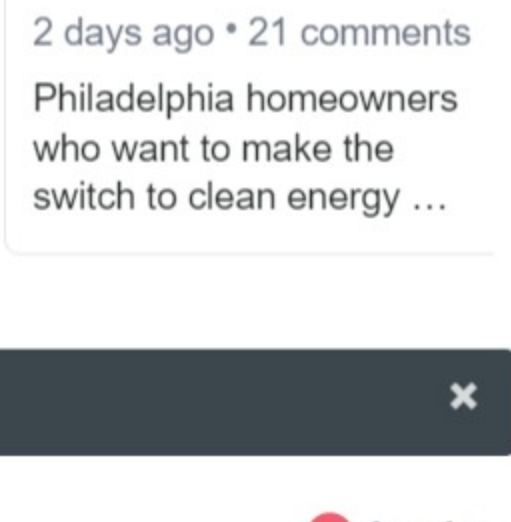 2 days ago • 21 comments
Philadelphia homeowners
who want to make the
switch to clean energy ...